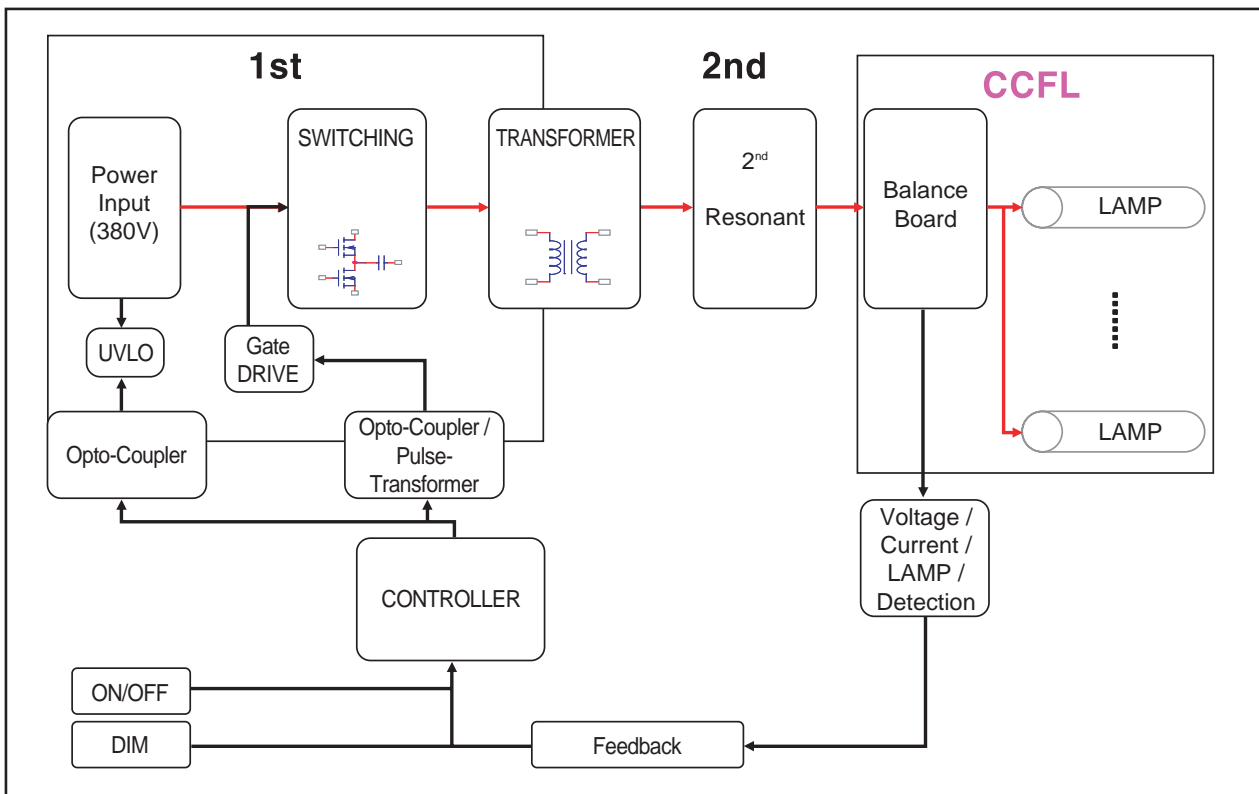 1st
2nd
CCFL
Power
Input
(380V)
SWITCHING
TRANSFORMER
2nd
Resonant
Balance
Board
LAMP
LAMP
UVLO
Gate
DRIVE
Opto-Coupler
Opto-Coupler /
Pulse-
Transformer
Voltage /
Current /
LAMP /
Detection
CONTROLLER
ON/OFF
DIM
Feedback